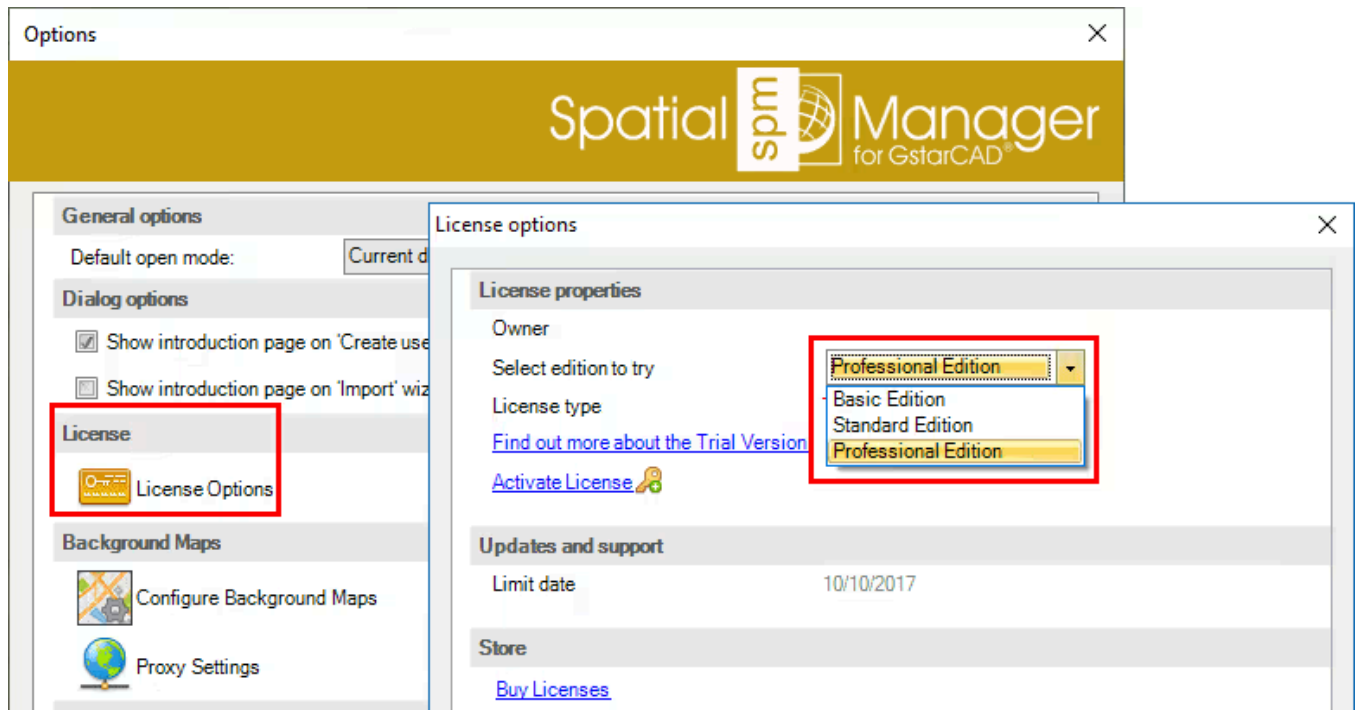 Options
Spatial spm Manager
for GstarCAD®
General options
Default open mode:
Current d
Dialog options
Show introduction page on 'Create use
Show introduction page on 'Import' wiz
License
License Options
Background Maps
Configure Background Maps
Proxy Settings
License options
License properties
Owner
Select edition to try
Professional Edition
Basic Edition
Standard Edition
Professional Edition
License type
Find out more about the Trial Version
Activate License
Updates and support
Limit date
10/10/2017
Store
Buy Licenses